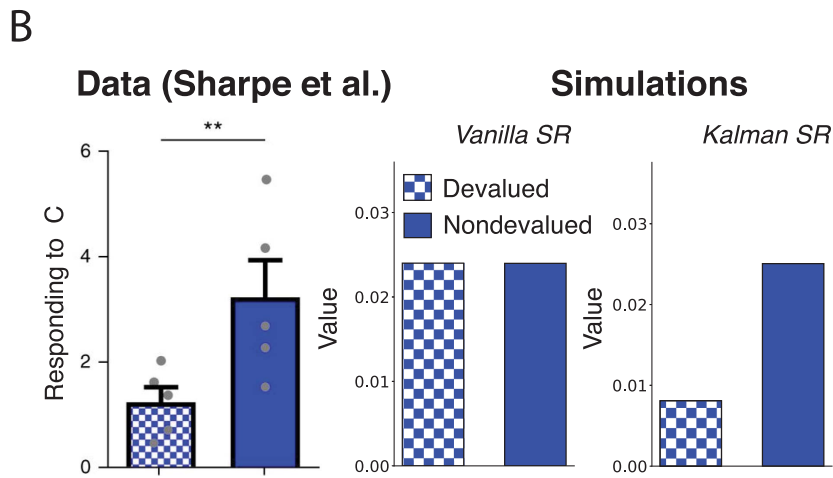 B
Data (Sharpe et al.)
Simulations
**
6
4
2
0
Responding to C
Vanilla SR
Devalued
Nondevalued
0.03
0.02
0.01
0.00
Value
Kalman SR
0.03
0.02
0.01
0.00
Value